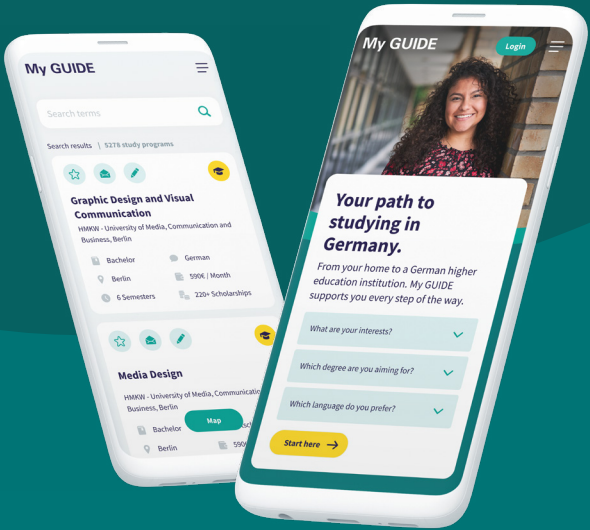 My GUIDE
Search terms
Search results | 5278 study programs
Graphic Design and Visual
Communication
HMKW - University of Media, Communication and
Business, Berlin
Bachelor
German
Berlin
590€ / Month
6 Semesters
220+ Scholarships
Media Design
HMKW - University of Media, Communication
Business, Berlin
Bachelor
Map
Berlin
590€
My GUIDE
Login
Your path to
studying in
Germany.
From your home to a German higher
education institution. My GUIDE
supports you every step of the way.
What are your interests?
Which degree are you aiming for?
Which language do you prefer?
Start here →